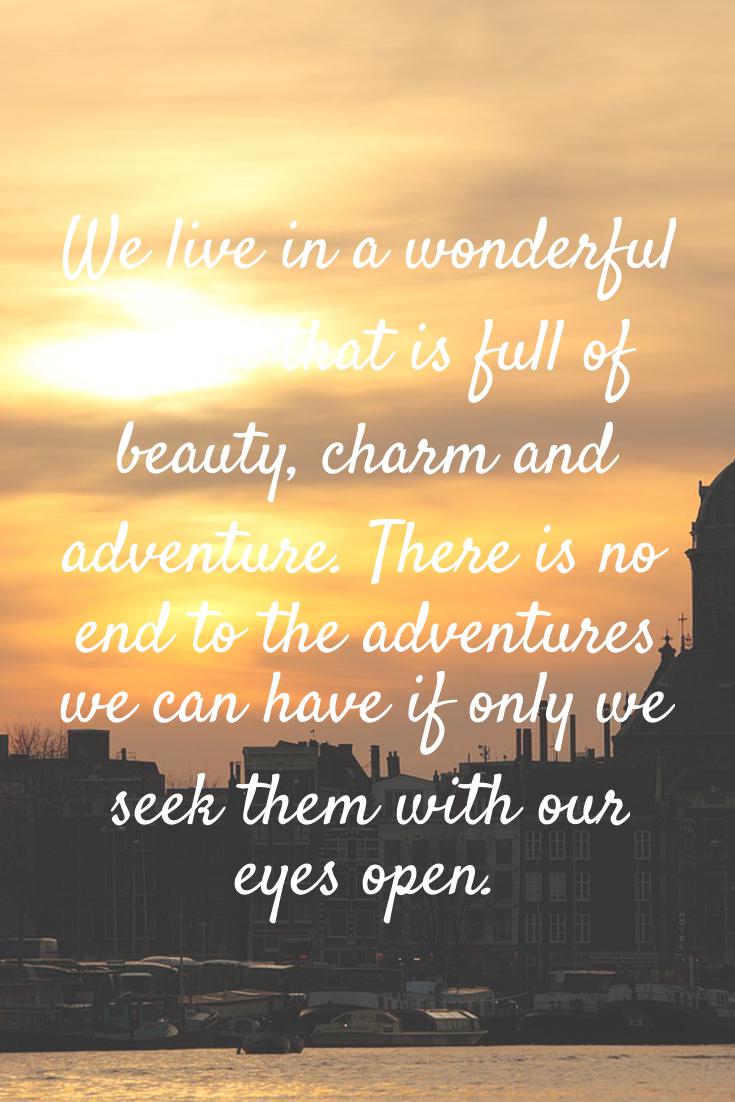 We live in a wonderful
that is full of
beauty, charm and
adventure. There is no
end to the adventures
we can have if only we
seek them with our
eyes open.